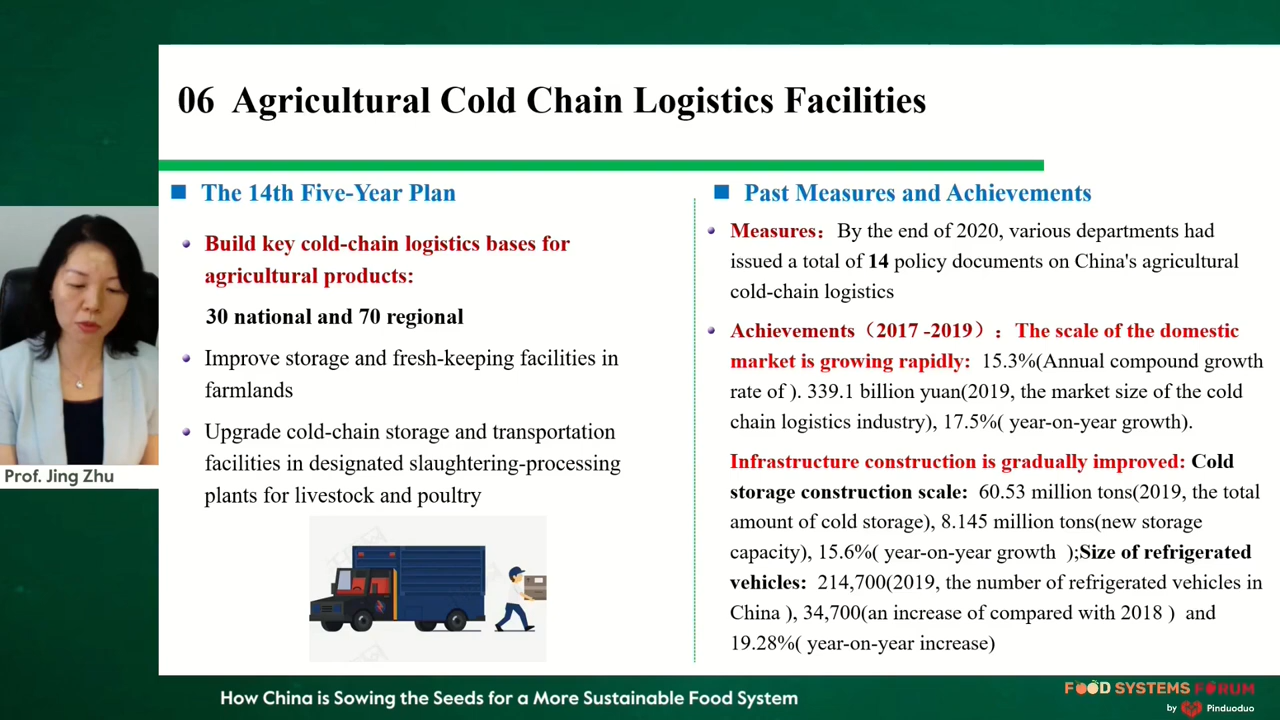 06 Agricultural Cold Chain Logistics Facilities
The 14th Five-Year Plan
Build key cold-chain logistics bases for
agricultural products:
30 national and 70 regional
Improve storage and fresh-keeping facilities in
farmlands
Upgrade cold-chain storage and transportation
facilities in designated slaughtering-processing
plants for livestock and poultry
Past Measures and Achievements
Measures： By the end of 2020, various departments had
issued a total of 14 policy documents on China's agricultural
cold-chain logistics
Achievements（2017 -2019）：The scale of the domestic
market is growing rapidly: 15.3%(Annual compound growth
rate of ). 339.1 billion yuan(2019, the market size of the cold
chain logistics industry), 17.5%( year-on-year growth).
Infrastructure construction is gradually improved: Cold
storage construction scale: 60.53 million tons(2019, the total
amount of cold storage), 8.145 million tons(new storage
capacity), 15.6%( year-on-year growth );Size of refrigerated
vehicles: 214,700(2019, the number of refrigerated vehicles in
China ), 34,700(an increase of compared with 2018 ) and
19.28%( year-on-year increase)
Prof. Jing Zhu
How China is Sowing the Seeds for a More Sustainable Food System
FOOD SYSTEMS FORUM
by Pinduoduo